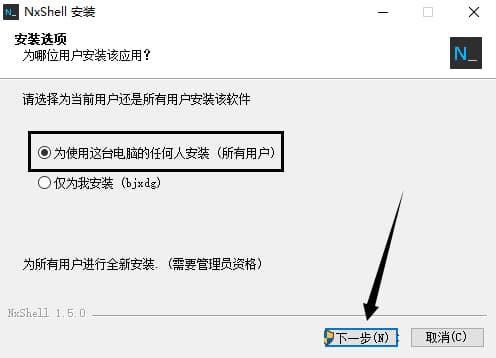 NxShell 安装
安装选项
为哪位用户安装该应用？
N_
请选择为当前用户还是所有用户安装该软件
为使用这台电脑的任何人安装 (所有用户)
仅为我安装 (bjxdg)
为所有用户进行全新安装. (需要管理员资格)
NxShell 1.5.0
下一步(N)
取消(C)